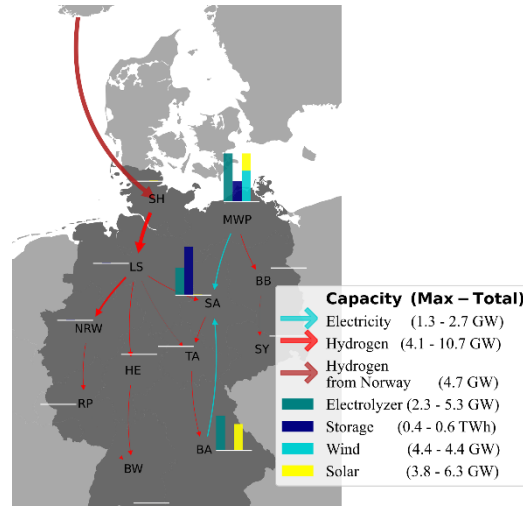 SH
MWP
LS
BB
SA
NRW
SY
HE
TA
RP
BA
BW
Capacity (Max – Total)
Electricity (1.3 - 2.7 GW)
Hydrogen (4.1 - 10.7 GW)
Hydrogen
from Norway (4.7 GW)
Electrolyzer (2.3 - 5.3 GW)
Storage (0.4 - 0.6 TWh)
Wind (4.4 - 4.4 GW)
Solar (3.8 - 6.3 GW)